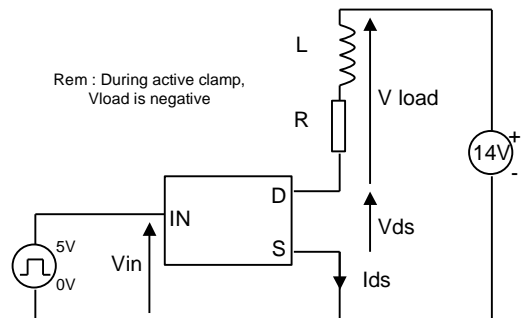 L
Rem : During active clamp,
Vload is negative
V load
R
14V
+
-
D
IN
Vds
S
5V
0V
Vin
Ids